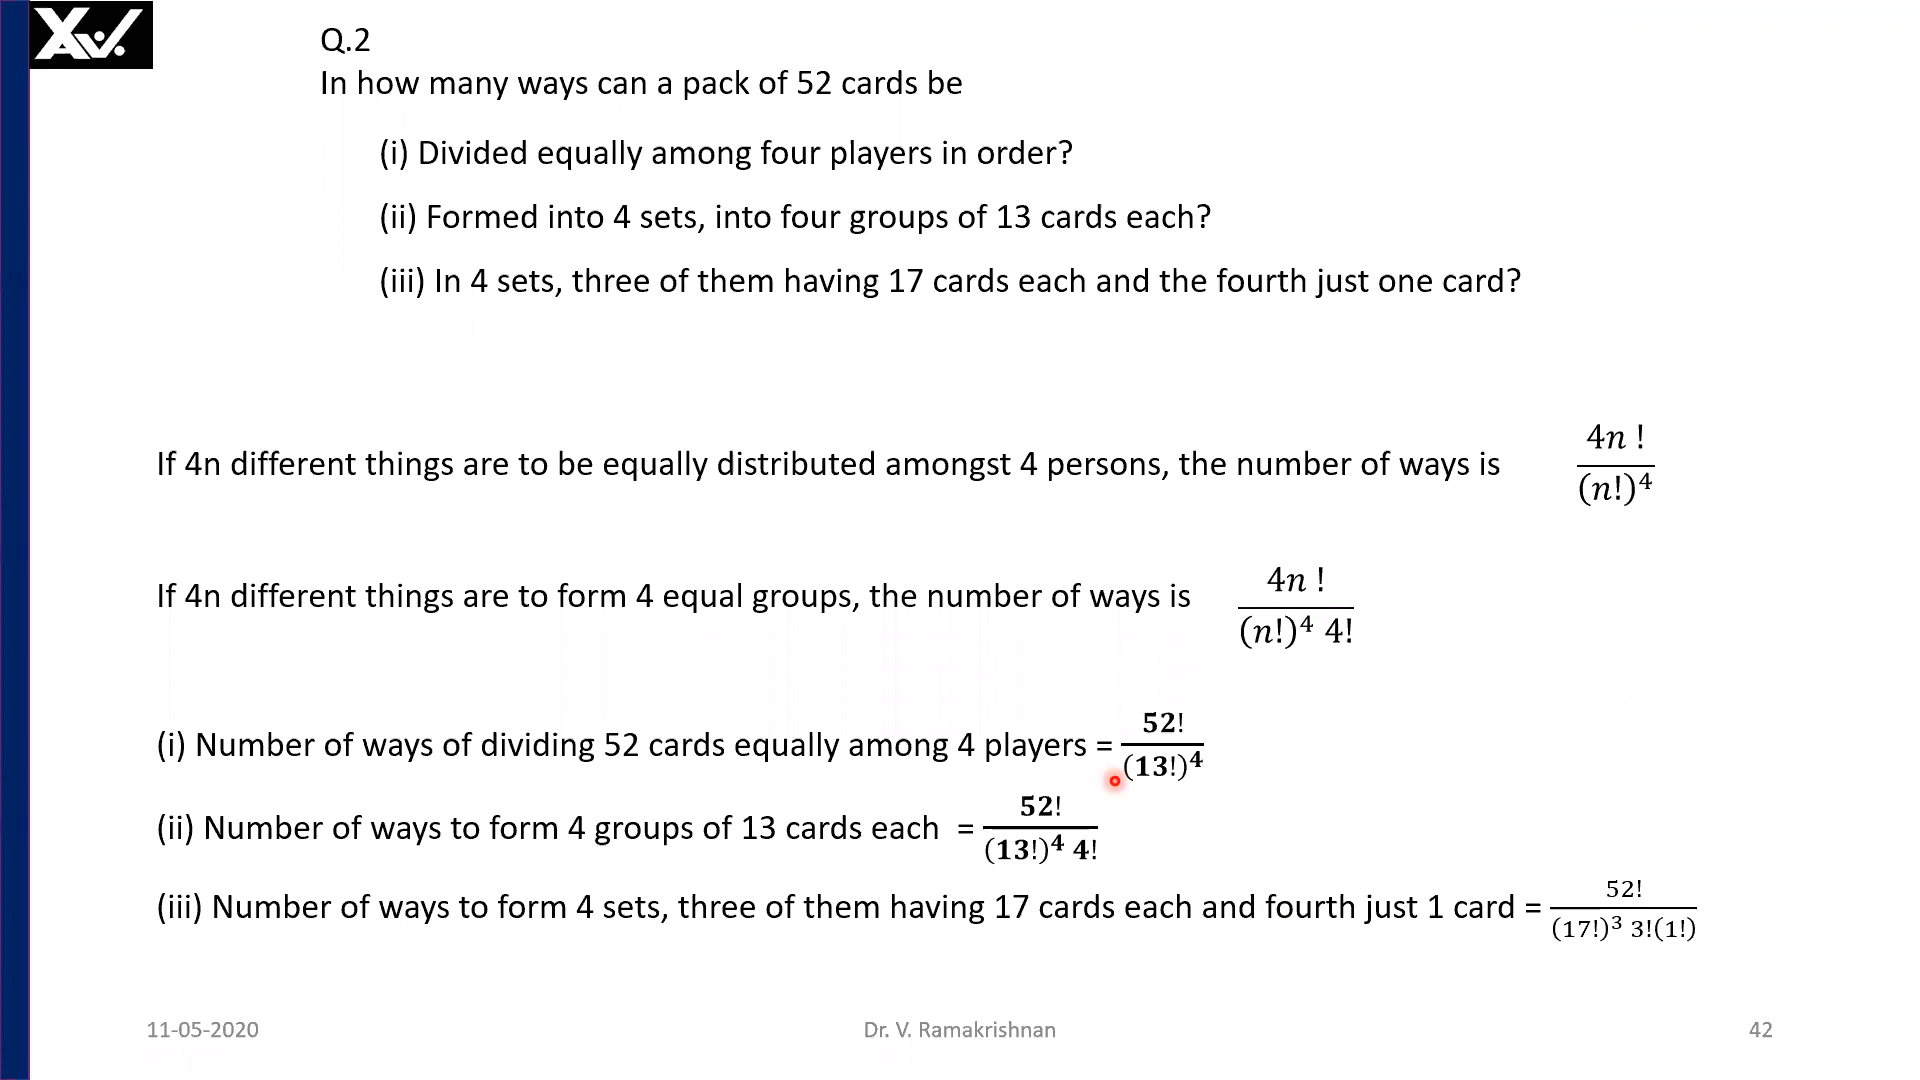 XV.
Q.2
In how many ways can a pack of 52 cards be
(i) Divided equally among four players in order?
(ii) Formed into 4 sets, into four groups of 13 cards each?
(iii) In 4 sets, three of them having 17 cards each and the fourth just one card?
If 4n different things are to be equally distributed amongst 4 persons, the number of ways is 4n ! / (n!)⁴
If 4n different things are to form 4 equal groups, the number of ways is 4n ! / (n!)⁴ 4!
(i) Number of ways of dividing 52 cards equally among 4 players = 52! / (13!)⁴
(ii) Number of ways to form 4 groups of 13 cards each = 52! / (13!)⁴ 4!
(iii) Number of ways to form 4 sets, three of them having 17 cards each and fourth just 1 card = 52! / (17!)³ 3!(1!)
11-05-2020 Dr. V. Ramakrishnan 42